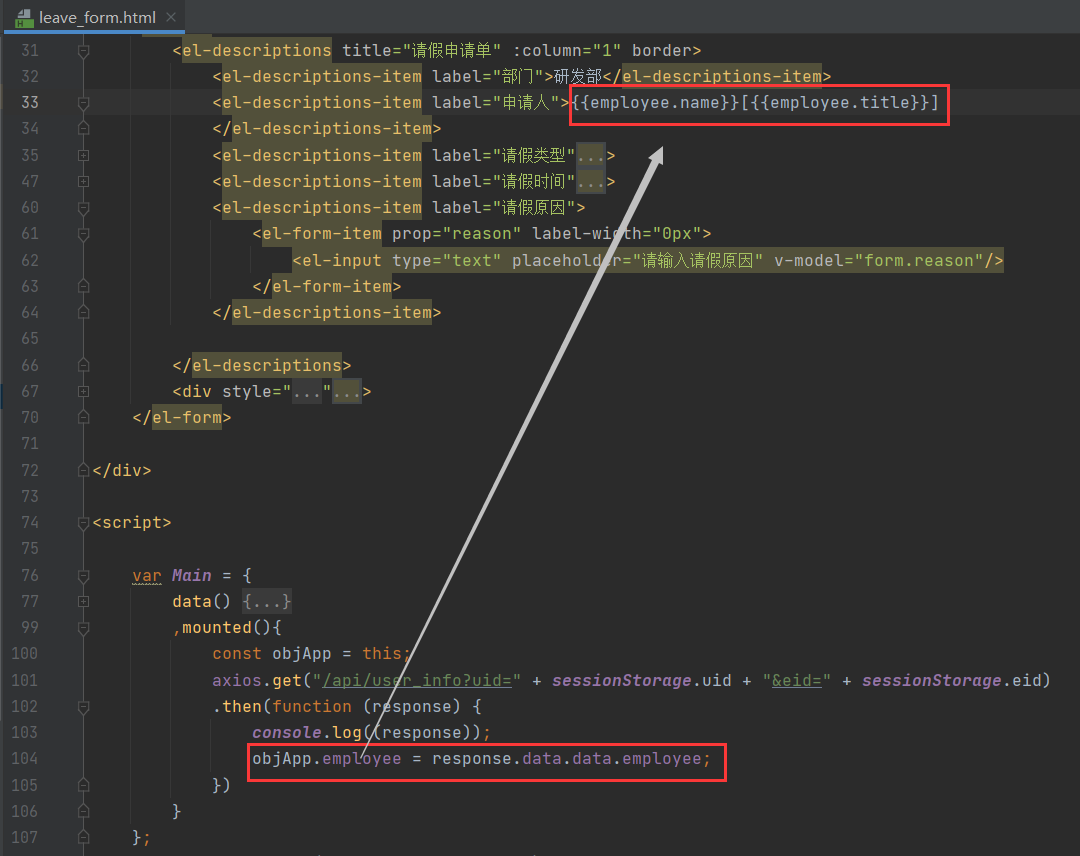 leave_form.html
31 <el-descriptions title="请假申请单" :column="1" border>
32 <el-descriptions-item label="部门">研发部</el-descriptions-item>
33 <el-descriptions-item label="申请人">{{employee.name}}[{{employee.title}}]
34 </el-descriptions-item>
35 <el-descriptions-item label="请假类型"...>
47 <el-descriptions-item label="请假时间"...>
60 <el-descriptions-item label="请假原因">
61 <el-form-item prop="reason" label-width="0px">
62 <el-input type="text" placeholder="请输入请假原因" v-model="form.reason"/>
63 </el-form-item>
64 </el-descriptions-item>
65
66 </el-descriptions>
67 <div style="..."...>
70 </el-form>
71
72 </div>
73
74 <script>
75
76 var Main = {
77 data() {...}
99 ,mounted(){
100 const objApp = this;
101 axios.get("/api/user_info?uid=" + sessionStorage.uid + "&eid=" + sessionStorage.eid)
102 .then(function (response) {
103 console.log((response));
104 objApp.employee = response.data.data.employee;
105 })
106 }
107 };